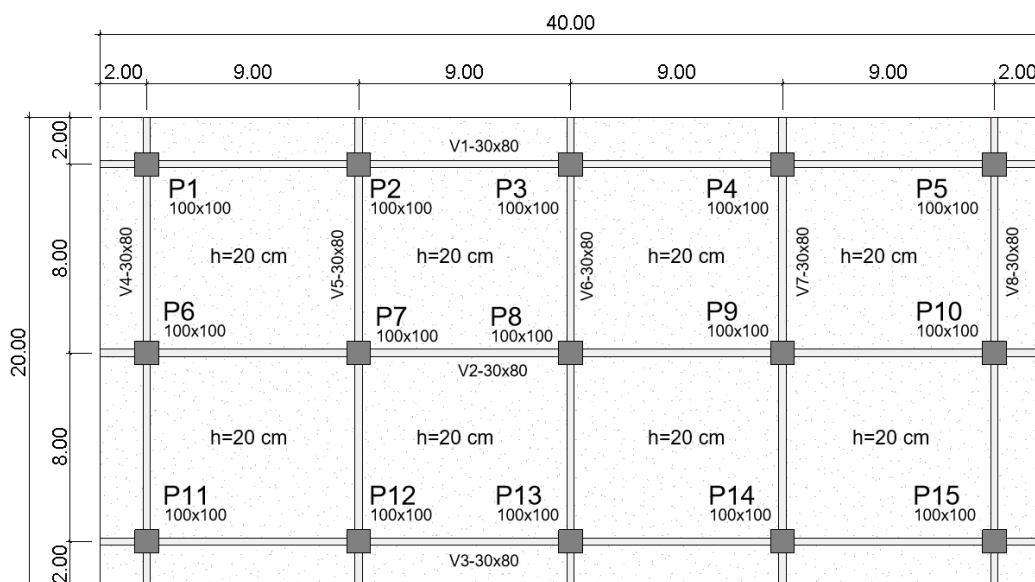 40.00
2.00 9.00 9.00 9.00 9.00 2.00
2.00
V1-30x80
P1
100x100
P2
100x100
P3
100x100
P4
100x100
P5
100x100
8.00
V4-30x80
h=20 cm
V5-30x80
h=20 cm
V6-30x80
h=20 cm
V7-30x80
h=20 cm
V8-30x80
20.00
P6
100x100
P7
100x100
P8
100x100
P9
100x100
P10
100x100
V2-30x80
8.00
h=20 cm
h=20 cm
h=20 cm
h=20 cm
P11
100x100
P12
100x100
P13
100x100
P14
100x100
P15
100x100
V3-30x80
2.00